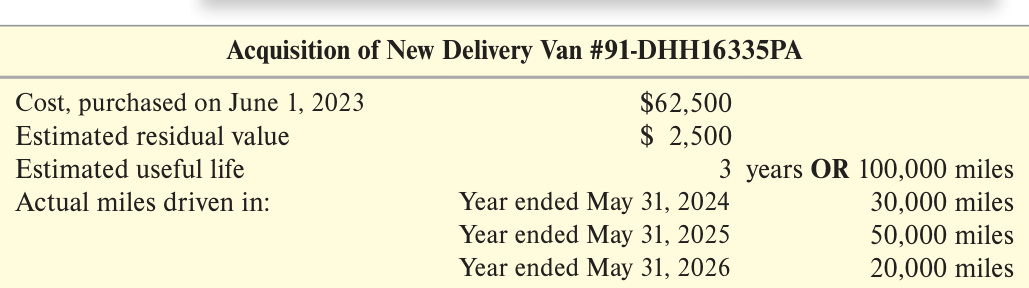 Acquisition of New Delivery Van #91-DHH16335PA
Cost, purchased on June 1, 2023 $62,500
Estimated residual value $ 2,500
Estimated useful life 3 years OR 100,000 miles
Actual miles driven in: Year ended May 31, 2024 30,000 miles
Year ended May 31, 2025 50,000 miles
Year ended May 31, 2026 20,000 miles